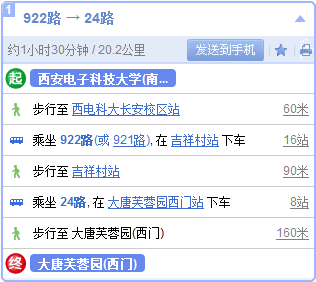 1
922路 → 24路
约1小时30分钟 / 20.2公里 发送到手机
起 西安电子科技大学(南...
步行至 西电科大长安校区站 60米
乘坐 922路(或 921路), 在 吉祥村站 下车 16站
步行至 吉祥村站 90米
乘坐 24路, 在 大唐芙蓉园西门站 下车 8站
步行至 大唐芙蓉园(西门) 160米
终 大唐芙蓉园(西门)